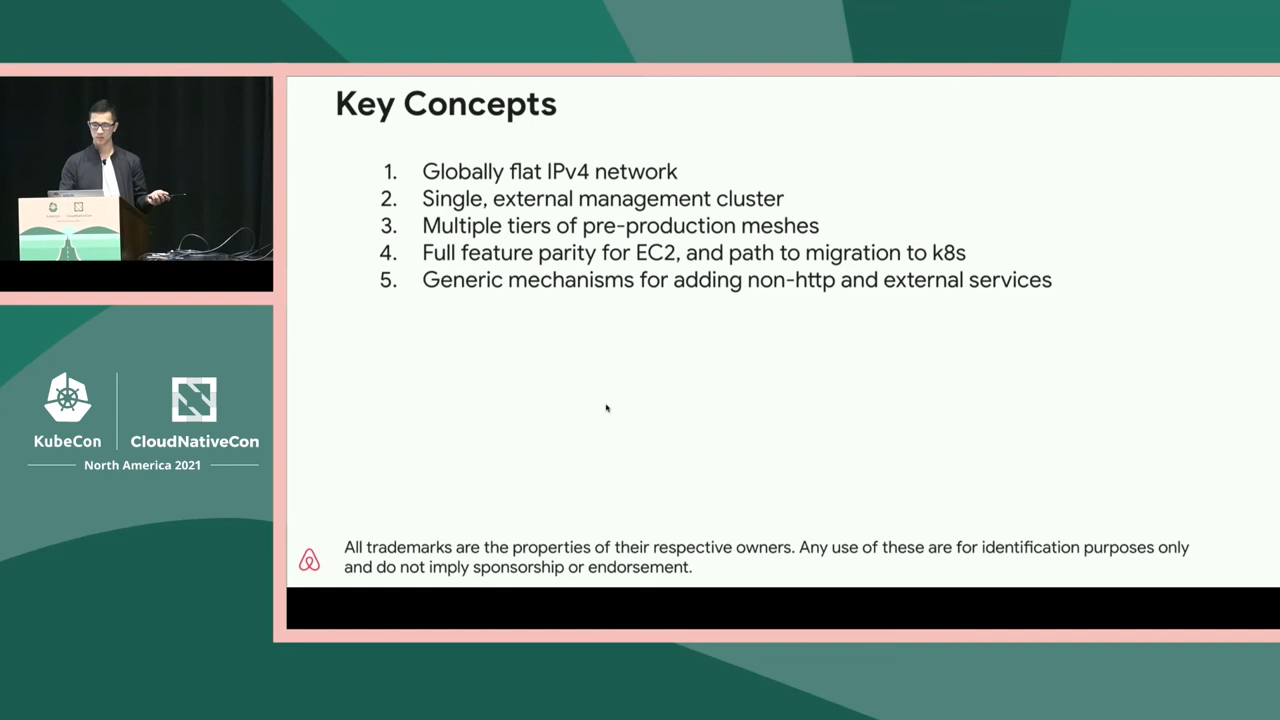 Key Concepts
1. Globally flat IPv4 network
2. Single, external management cluster
3. Multiple tiers of pre-production meshes
4. Full feature parity for EC2, and path to migration to k8s
5. Generic mechanisms for adding non-http and external services
All trademarks are the properties of their respective owners. Any use of these are for identification purposes only
and do not imply sponsorship or endorsement.
KubeCon
CloudNativeCon
North America 2021